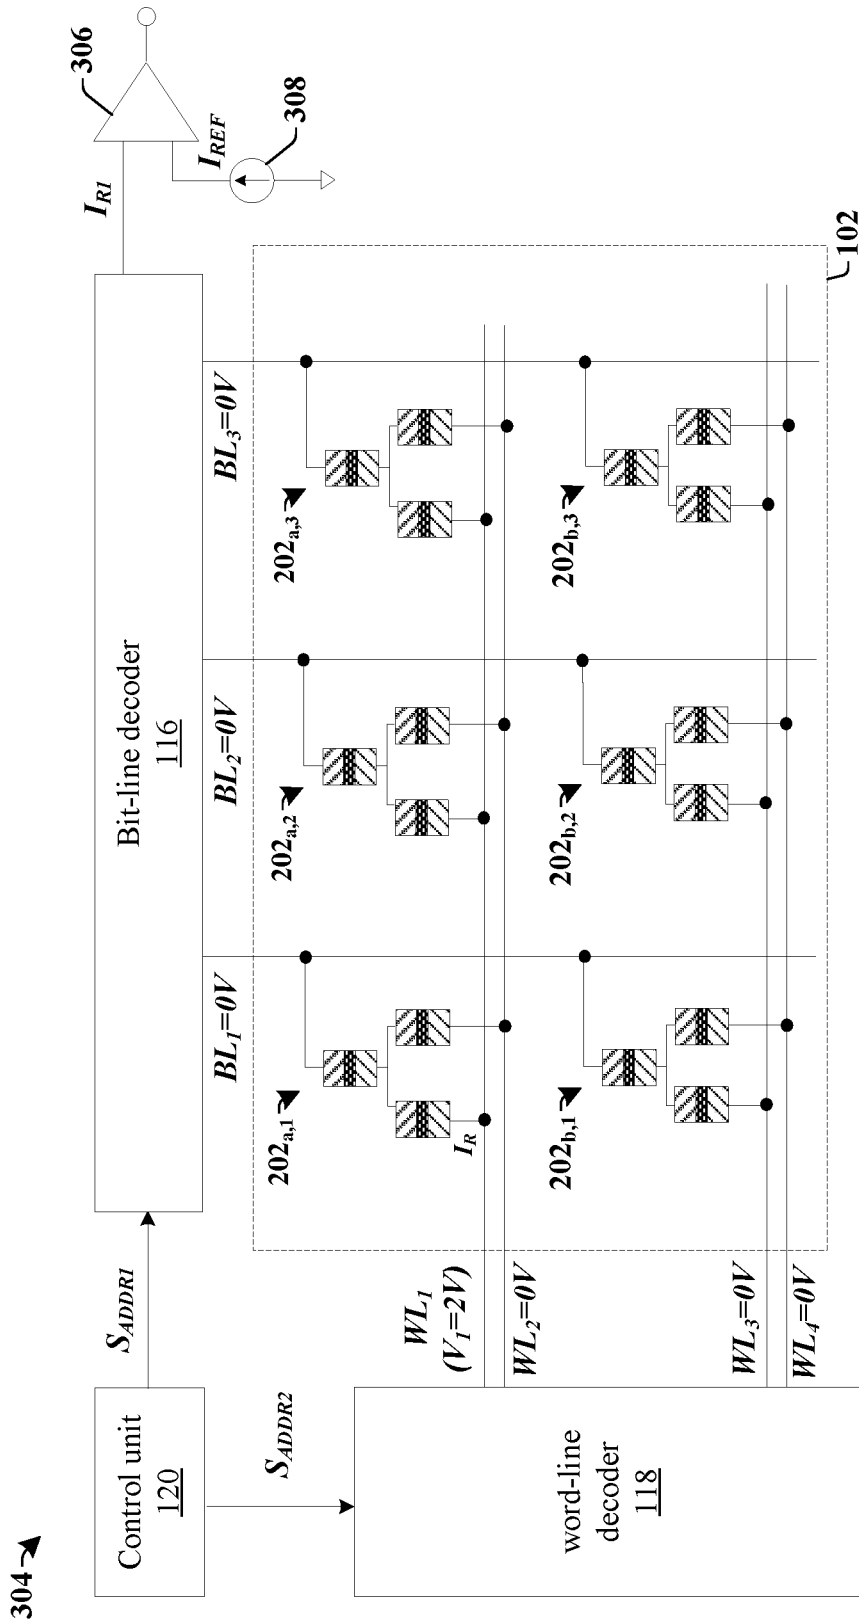 304
Control unit
120
S_ADDR1
S_ADDR2
Bit-line decoder
116
I_R1
306
I_REF
308
BL_1=0V
BL_2=0V
BL_3=0V
202_a,1
202_a,2
202_a,3
I_R
WL_1
(V_1=2V)
WL_2=0V
202_b,1
202_b,2
202_b,3
WL_3=0V
WL_4=0V
word-line
decoder
118
102